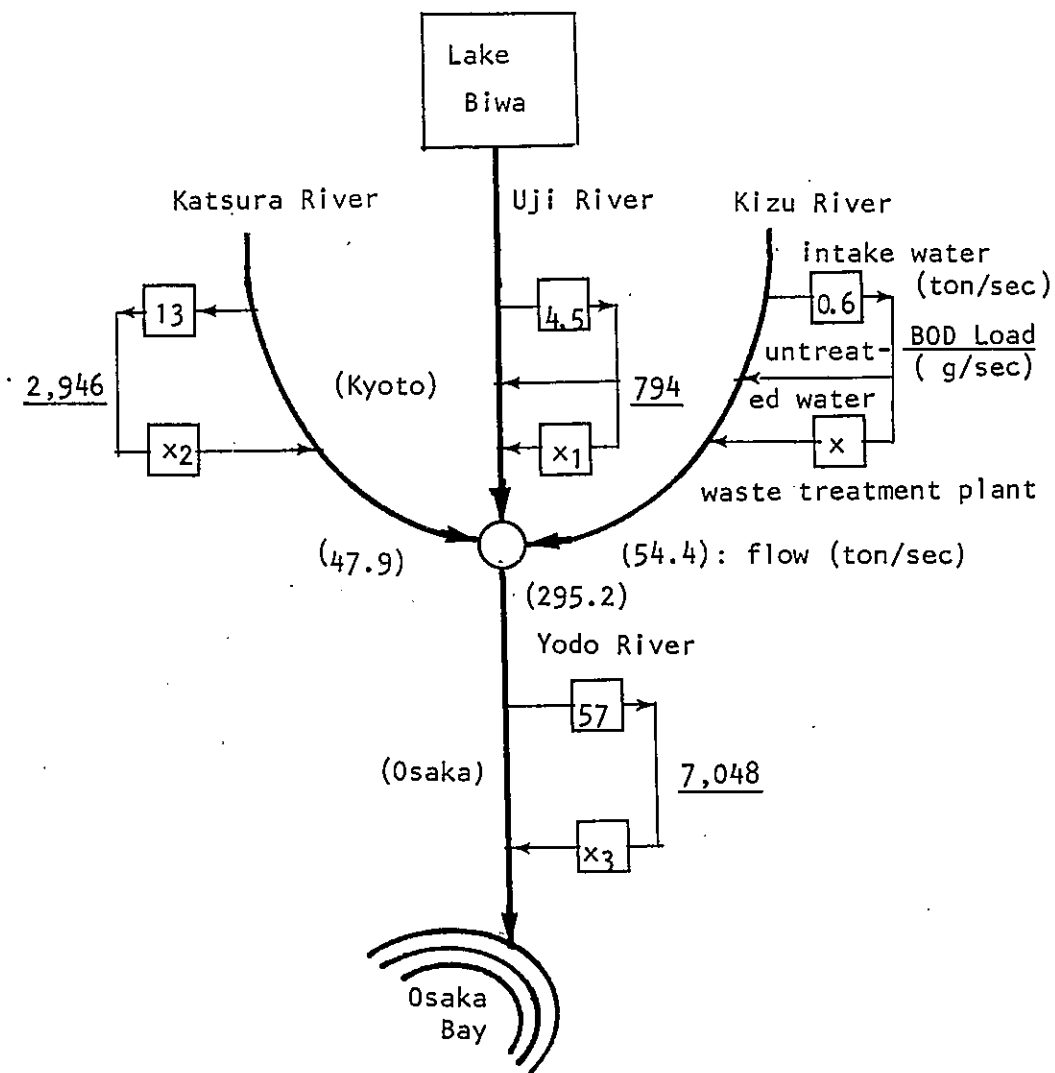 Lake
Biwa
Katsura River
Uji River
Kizu River
intake water
(ton/sec)
13
4.5
0.6
untreat-
ed water
BOD Load
( g/sec)
2,946
(Kyoto)
794
x2
x1
x
waste treatment plant
(47.9)
(54.4): flow (ton/sec)
(295.2)
Yodo River
57
(Osaka)
7,048
x3
Osaka
Bay